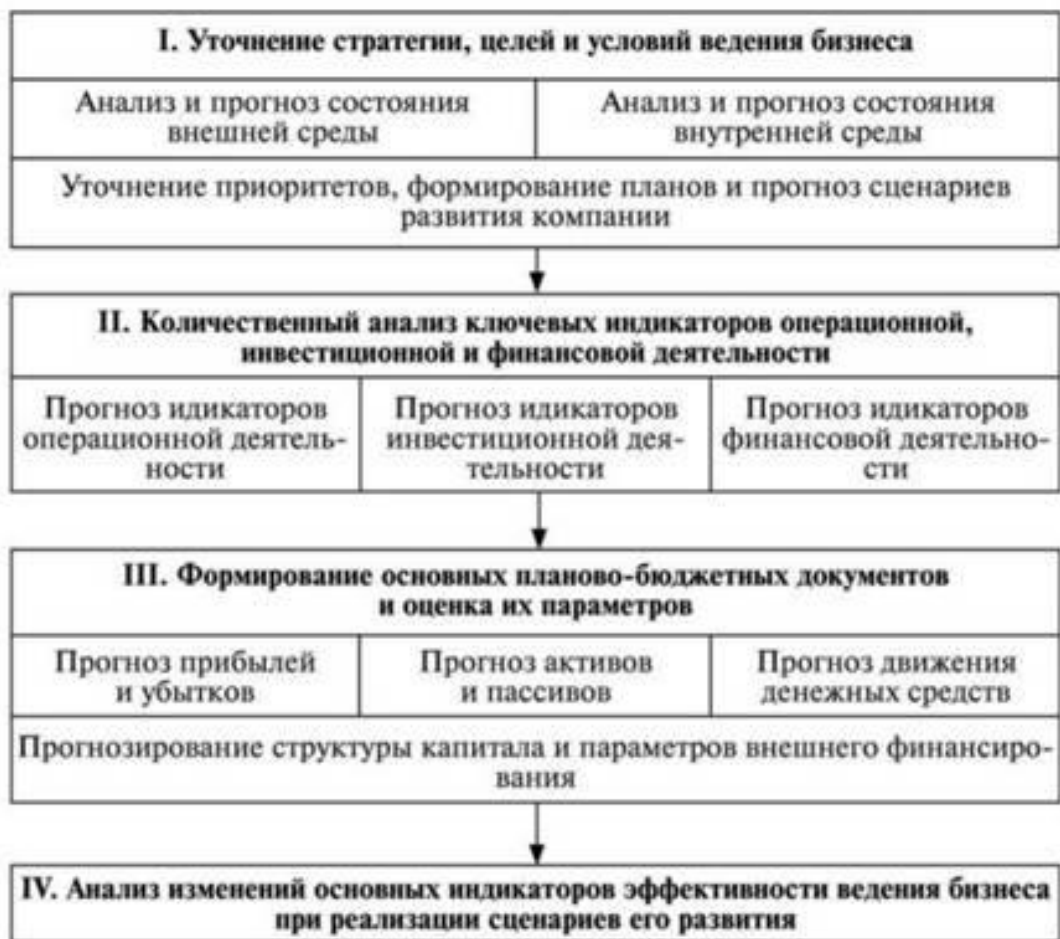 I. Уточнение стратегии, целей и условий ведения бизнеса
Анализ и прогноз состояния
внешней среды
Анализ и прогноз состояния
внутренней среды
Уточнение приоритетов, формирование планов и прогноз сценариев
развития компании
II. Количественный анализ ключевых индикаторов операционной,
инвестиционной и финансовой деятельности
Прогноз идикаторов
операционной деятель-
ности
Прогноз идикаторов
инвестиционной дея-
тельности
Прогноз идикаторов
финансовой деятельно-
сти
III. Формирование основных планово-бюджетных документов
и оценка их параметров
Прогноз прибылей
и убытков
Прогноз активов
и пассивов
Прогноз движения
денежных средств
Прогнозирование структуры капитала и параметров внешнего финансиро-
вания
IV. Анализ изменений основных индикаторов эффективности ведения бизнеса
при реализации сценариев его развития